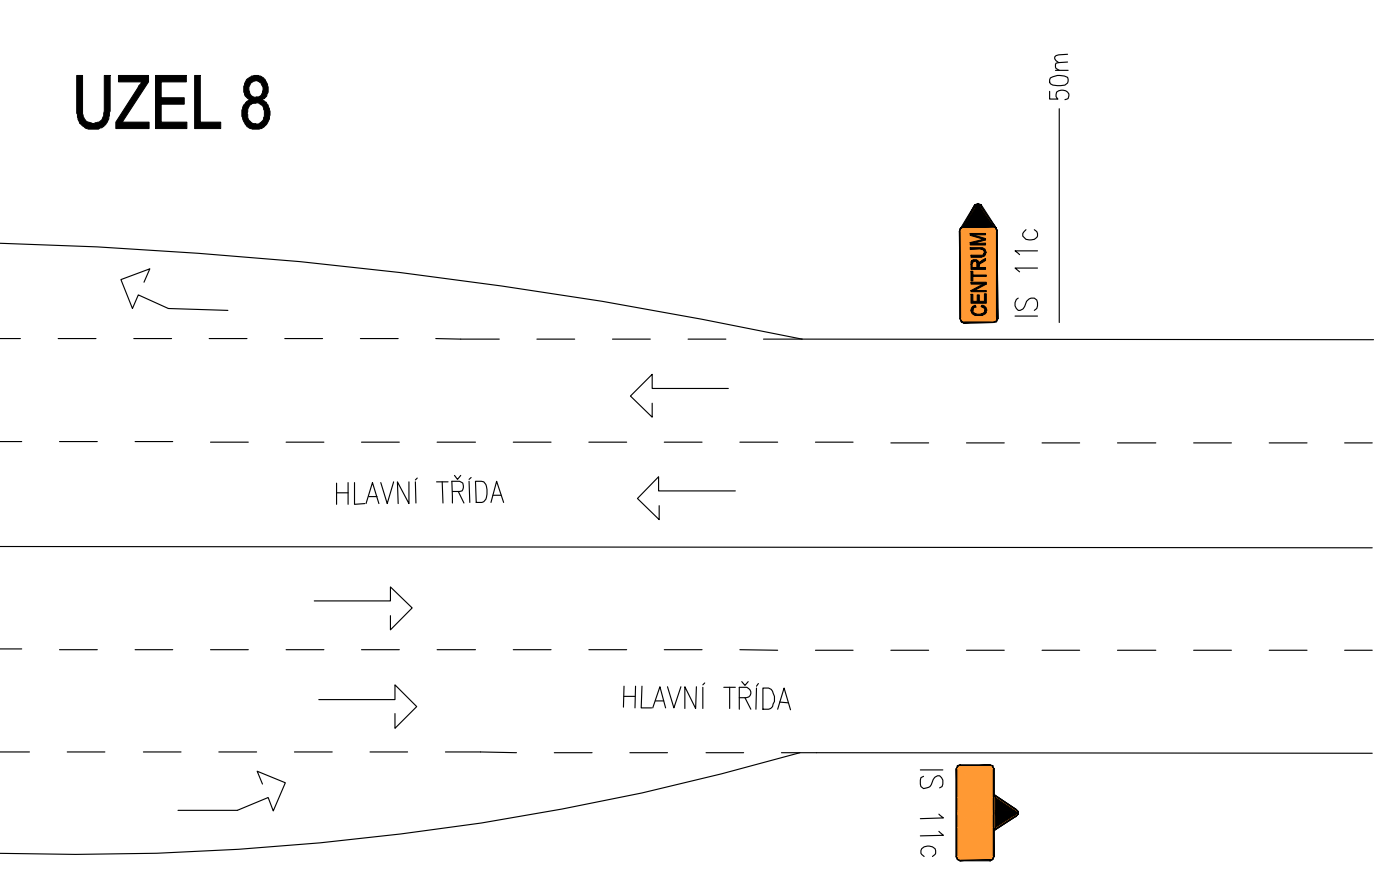 UZEL 8
50m
CENTRUM
IS 11c
HLAVNÍ TŘÍDA
HLAVNÍ TŘÍDA
IS 11c